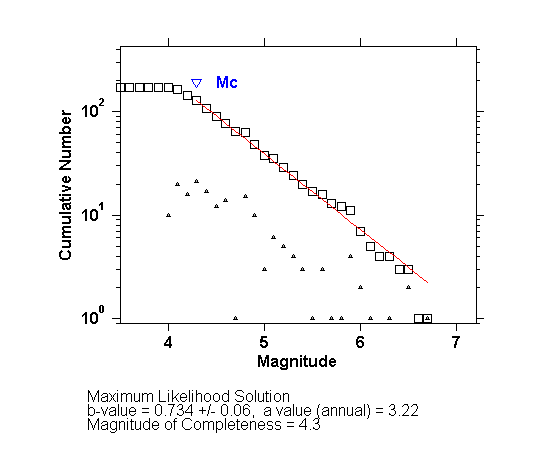 Mc
10²
10¹
10⁰
Cumulative Number
4 5 6 7
Magnitude
Maximum Likelihood Solution
b-value = 0.734 +/- 0.06, a value (annual) = 3.22
Magnitude of Completeness = 4.3